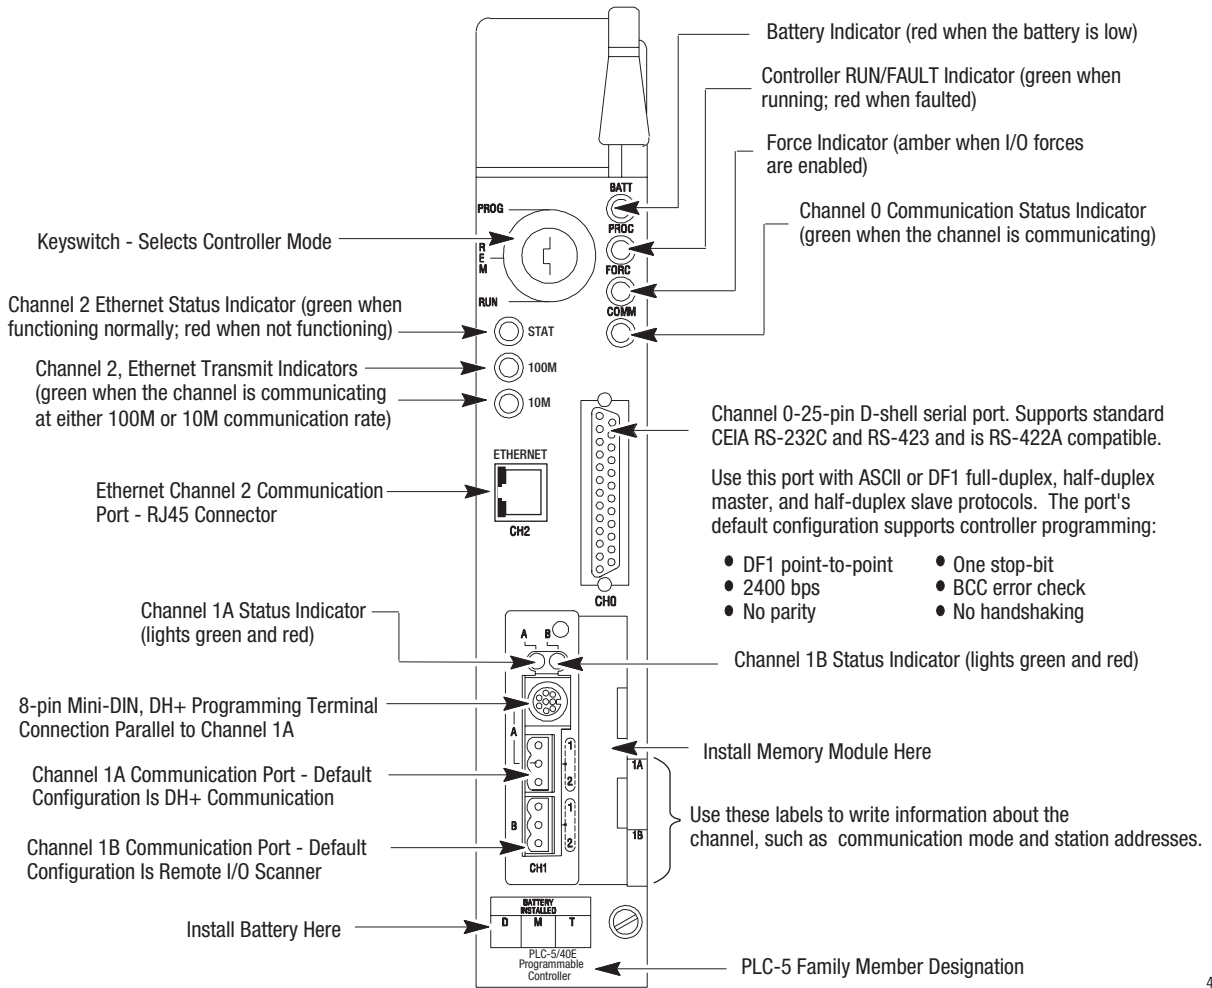 Battery Indicator (red when the battery is low)
Controller RUN/FAULT Indicator (green when
running; red when faulted)
Force Indicator (amber when I/O forces
are enabled)
Channel 0 Communication Status Indicator
(green when the channel is communicating)
Keyswitch - Selects Controller Mode
Channel 2 Ethernet Status Indicator (green when
functioning normally; red when not functioning)
Channel 2, Ethernet Transmit Indicators
(green when the channel is communicating
at either 100M or 10M communication rate)
Ethernet Channel 2 Communication
Port - RJ45 Connector
Channel 1A Status Indicator
(lights green and red)
8-pin Mini-DIN, DH+ Programming Terminal
Connection Parallel to Channel 1A
Channel 1A Communication Port - Default
Configuration Is DH+ Communication
Channel 1B Communication Port - Default
Configuration Is Remote I/O Scanner
Install Battery Here
BATT
PROG
PROC
REM
FORC
RUN
COMM
STAT
100M
10M
ETHERNET
CH2
CH0
A B
A
1
2
B
1
2
CH1
1A
1B
BATTERY
INSTALLED
D M T
PLC-5/40E
Programmable
Controller
Channel 0-25-pin D-shell serial port. Supports standard
CEIA RS-232C and RS-423 and is RS-422A compatible.
Use this port with ASCII or DF1 full-duplex, half-duplex
master, and half-duplex slave protocols. The port's
default configuration supports controller programming:
• DF1 point-to-point
• 2400 bps
• No parity
• One stop-bit
• BCC error check
• No handshaking
Channel 1B Status Indicator (lights green and red)
Install Memory Module Here
Use these labels to write information about the
channel, such as communication mode and station addresses.
PLC-5 Family Member Designation
4